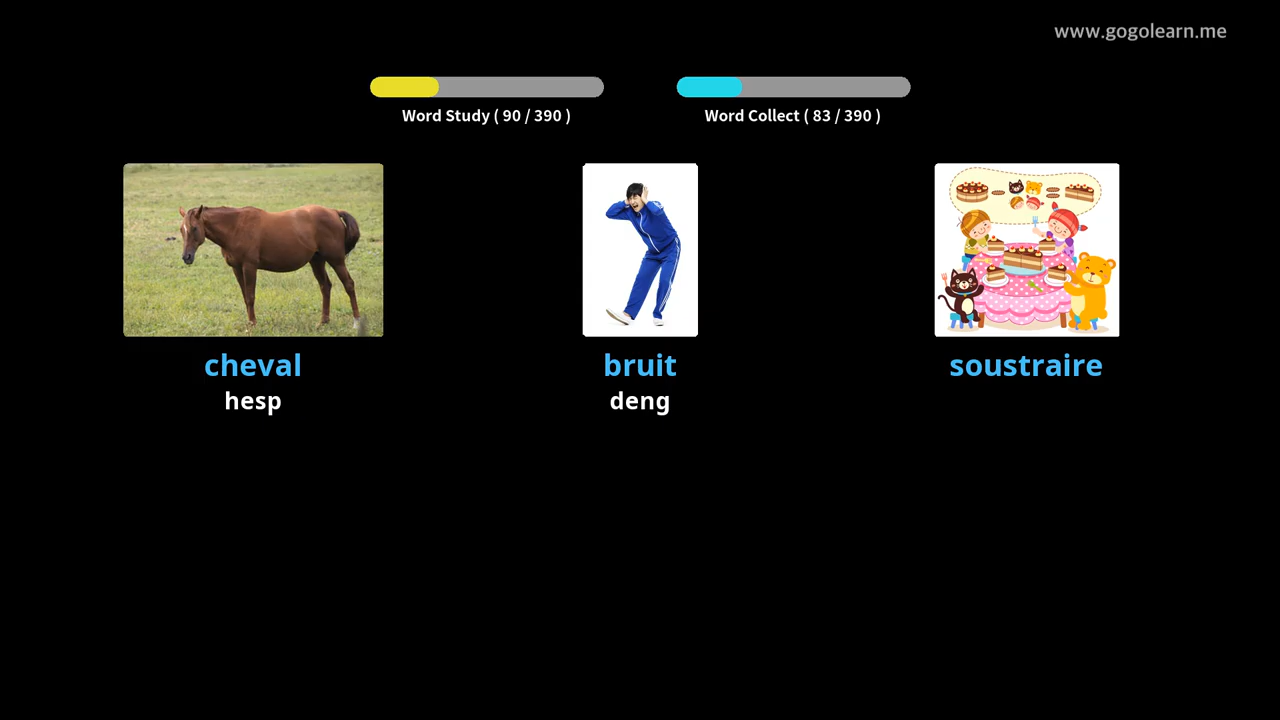 www.gogolearn.me
Word Study ( 90 / 390 )
Word Collect ( 83 / 390 )
cheval
hesp
bruit
deng
soustraire